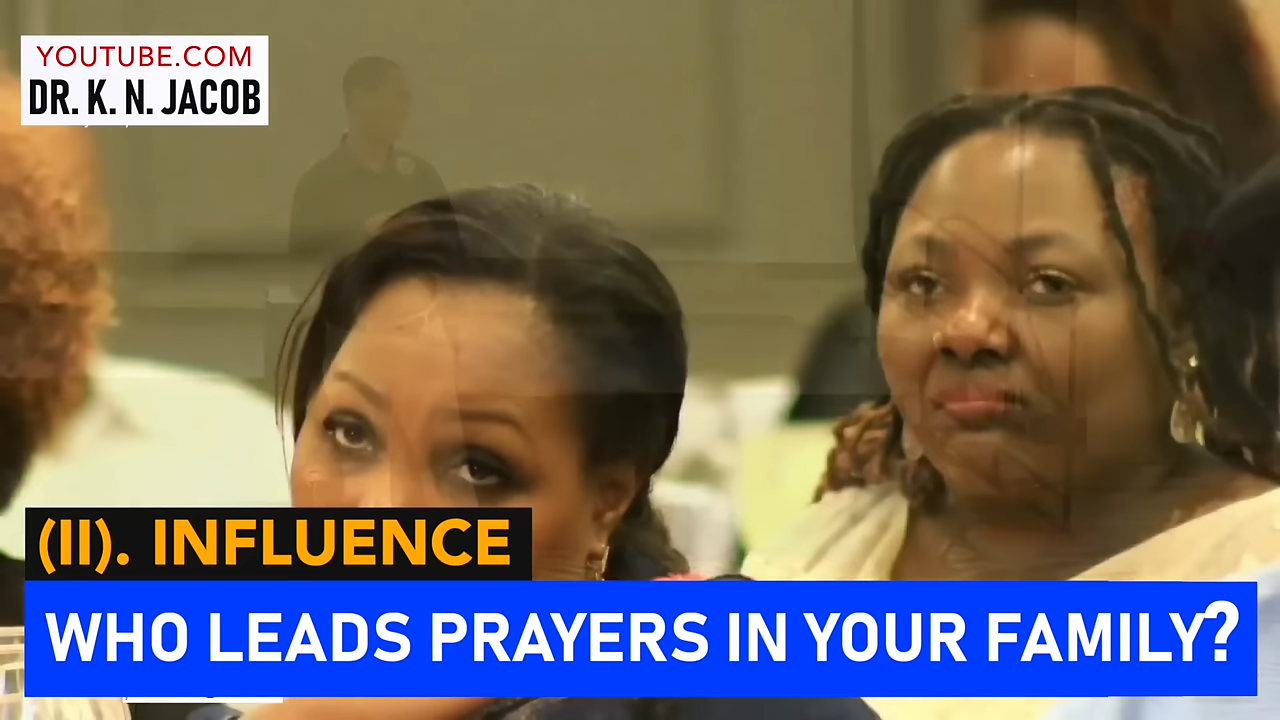 YOUTUBE.COM
DR. K. N. JACOB
(II). INFLUENCE
WHO LEADS PRAYERS IN YOUR FAMILY?